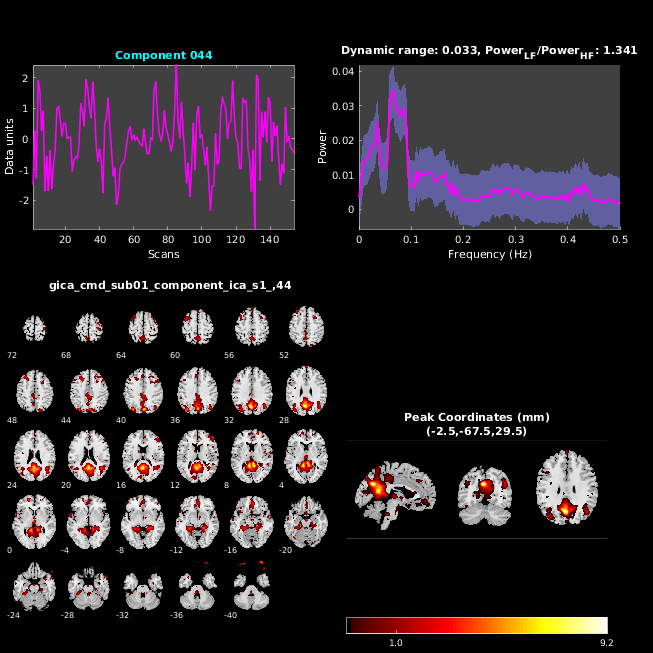 Component 044
Data units
2
1
0
-1
-2
20 40 60 80 100 120 140
Scans
Dynamic range: 0.033, PowerLF/PowerHF: 1.341
Power
0.04
0.03
0.02
0.01
0
0 0.1 0.2 0.3 0.4 0.5
Frequency (Hz)
gica_cmd_sub01_component_ica_s1_,44
72 68 64 60 56 52
48 44 40 36 32 28
24 20 16 12 8 4
0 -4 -8 -12 -16 -20
-24 -28 -32 -36 -40
Peak Coordinates (mm)
(-2.5,-67.5,29.5)
1.0 9.2